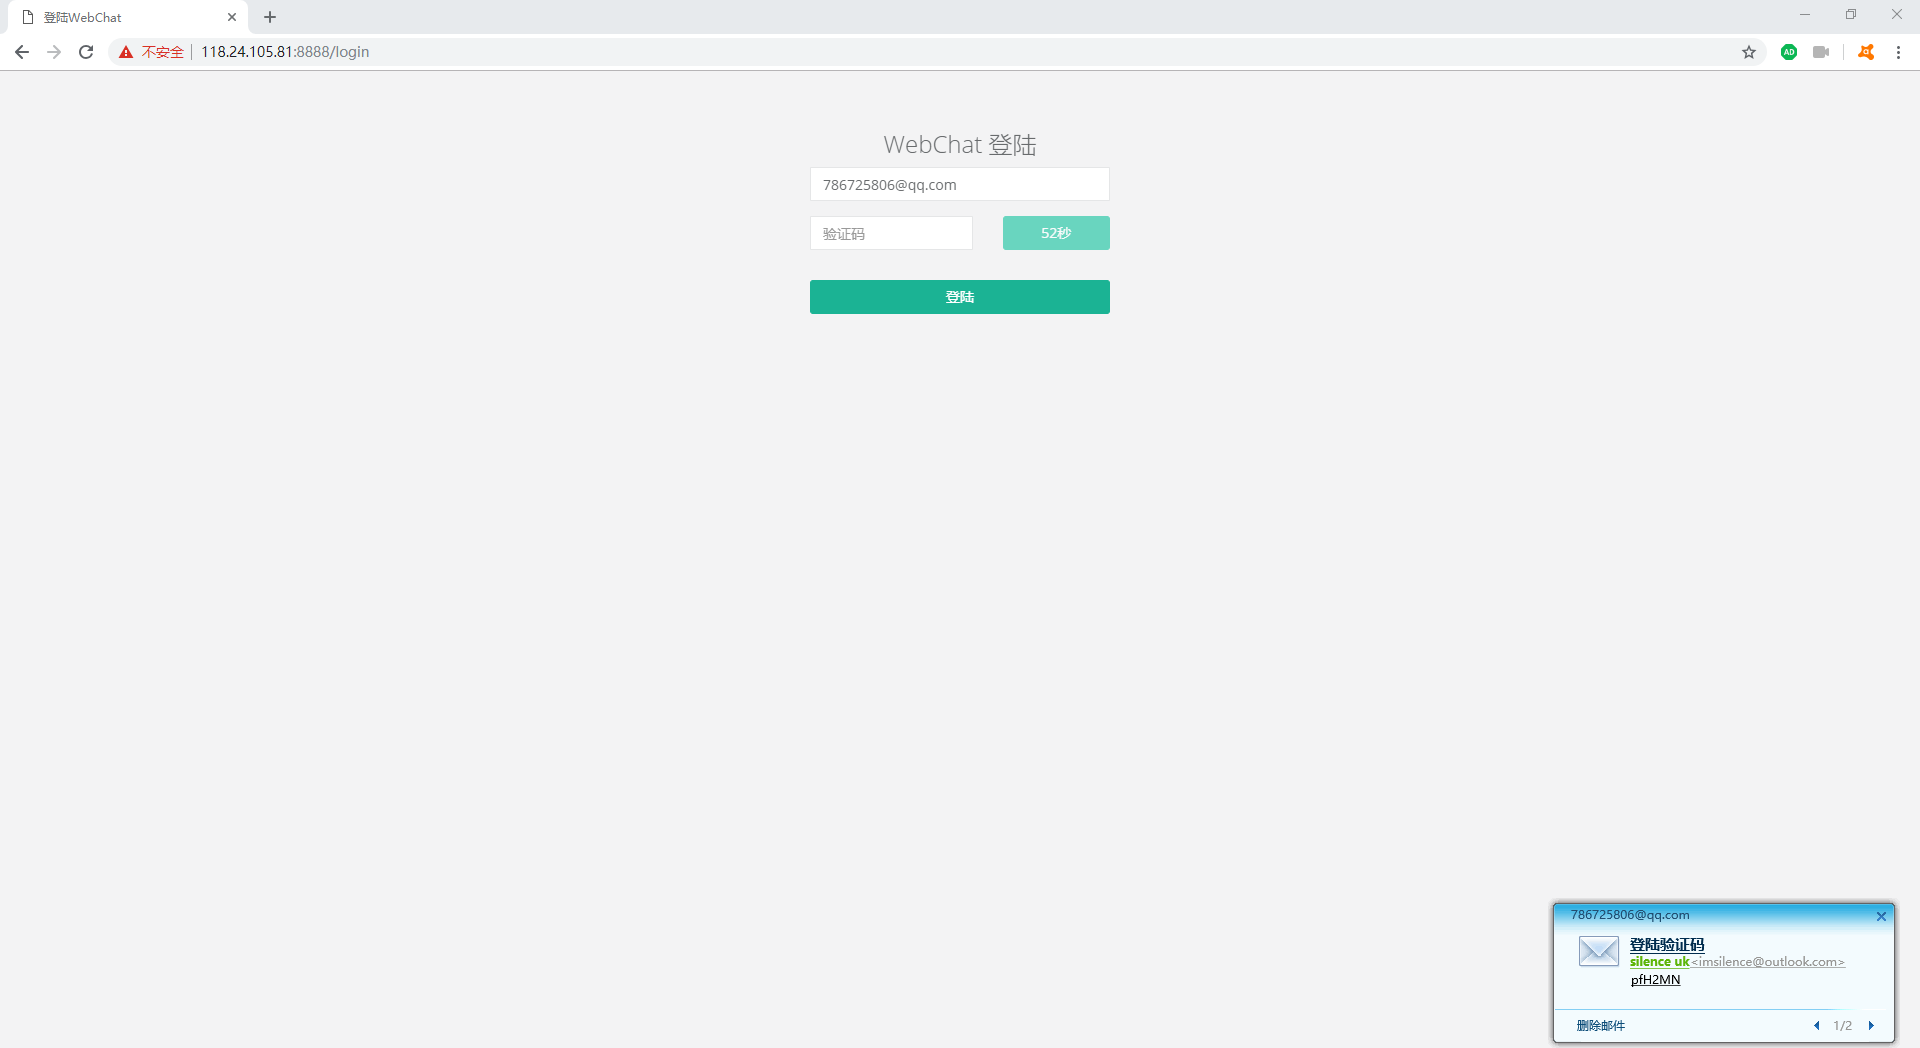 登陆WebChat
不安全 118.24.105.81:8888/login
AD
WebChat 登陆
786725806@qq.com
验证码 52秒
登陆
786725806@qq.com
登陆验证码
silence uk<imsilence@outlook.com>
pfH2MN
删除邮件 1/2